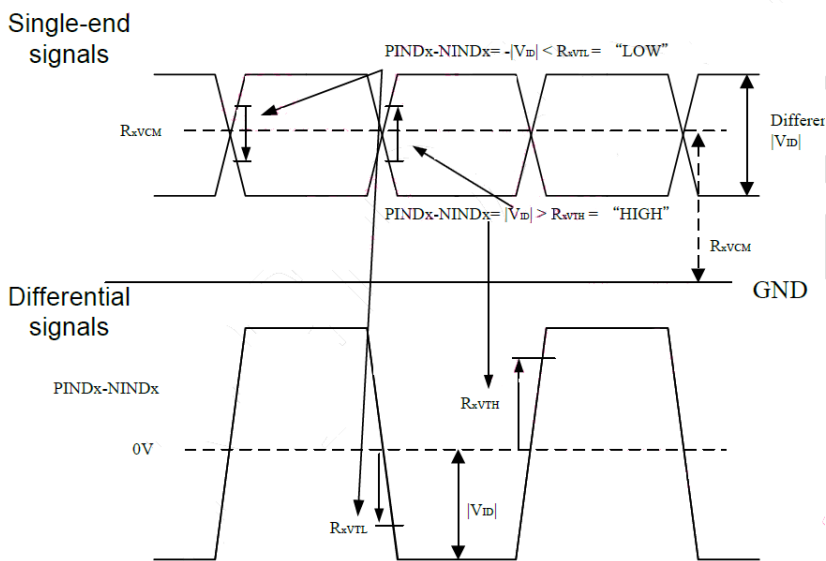 Single-end
signals
PINDx-NINDx= -|VID| < RxVTL = “LOW”
RxVCM
Differen
|VID|
PINDx-NINDx= |VID| > RxVTH = “HIGH”
RxVCM
GND
Differential
signals
PINDx-NINDx
RxVTH
0V
|VID|
RxVTL